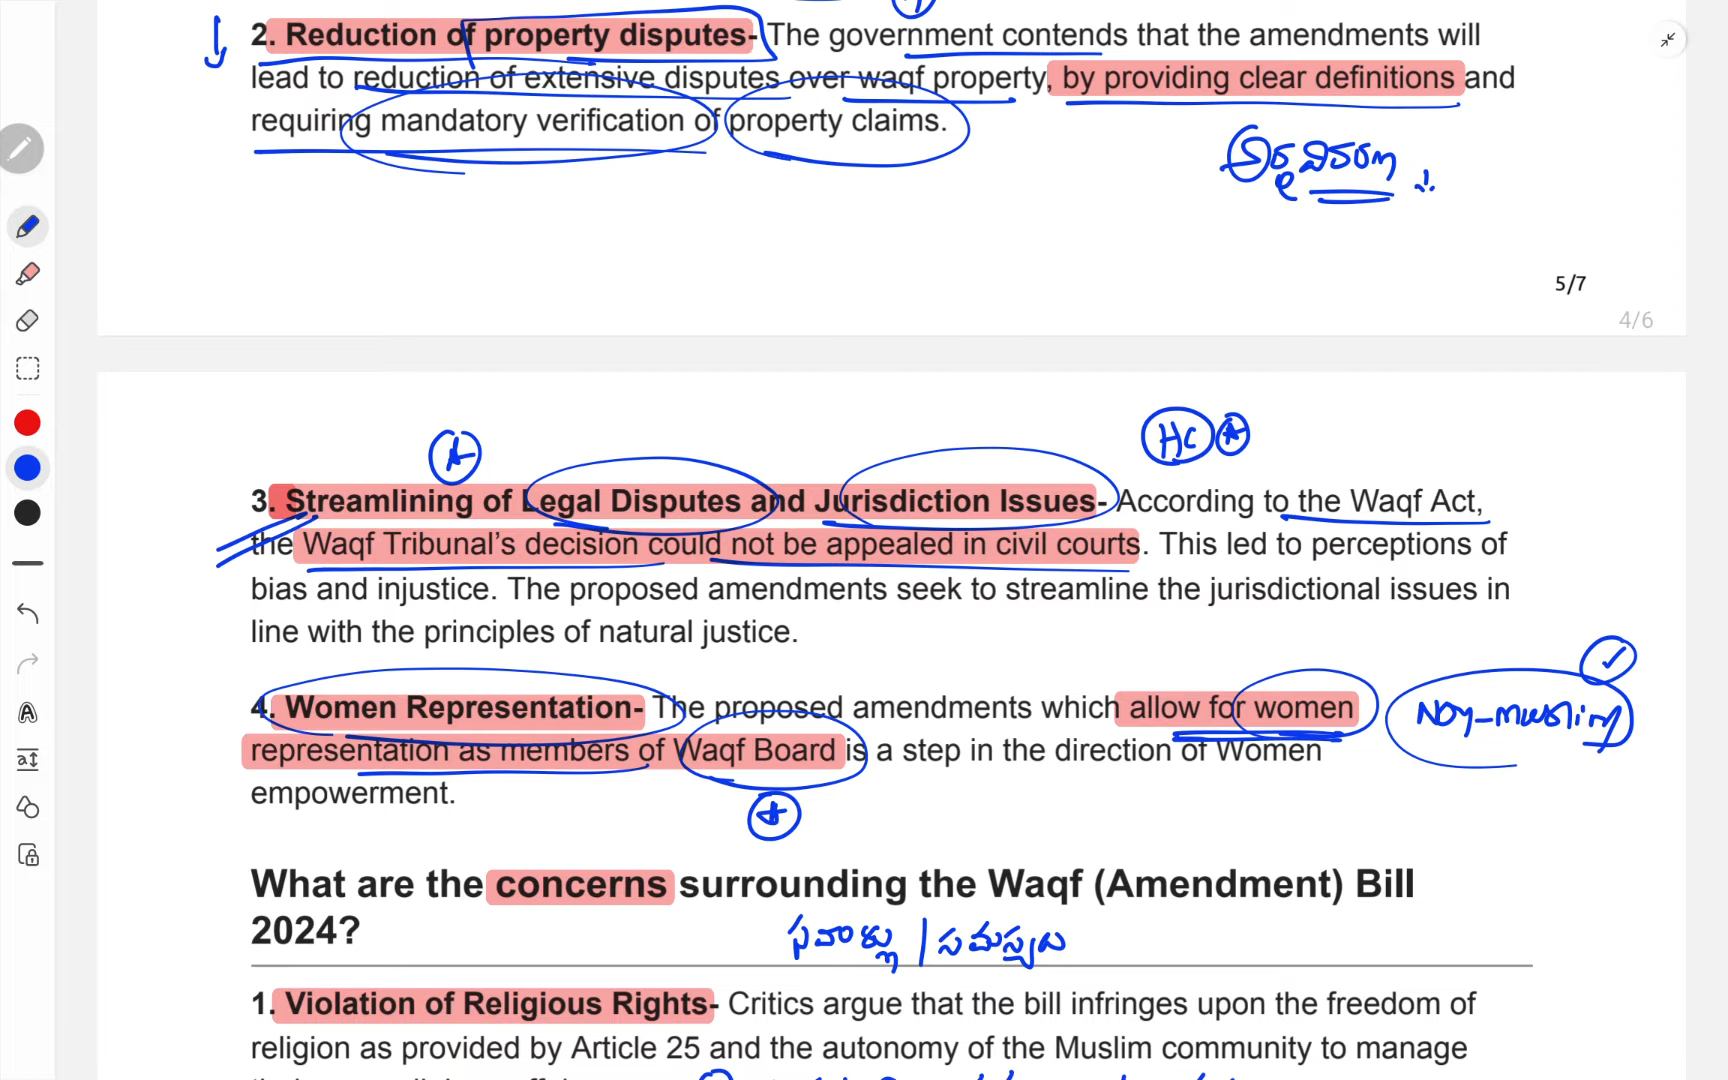 2. Reduction of property disputes- The government contends that the amendments will
lead to reduction of extensive disputes over waqf property, by providing clear definitions and
requiring mandatory verification of property claims.
5/7
4/6
HC
3. Streamlining of Legal Disputes and Jurisdiction Issues- According to the Waqf Act,
the Waqf Tribunal's decision could not be appealed in civil courts. This led to perceptions of
bias and injustice. The proposed amendments seek to streamline the jurisdictional issues in
line with the principles of natural justice.
4. Women Representation- The proposed amendments which allow for women
Non-muslim
representation as members of Waqf Board is a step in the direction of Women
empowerment.
What are the concerns surrounding the Waqf (Amendment) Bill
2024?
సవాళ్లు / సమస్యలు
1. Violation of Religious Rights- Critics argue that the bill infringes upon the freedom of
religion as provided by Article 25 and the autonomy of the Muslim community to manage